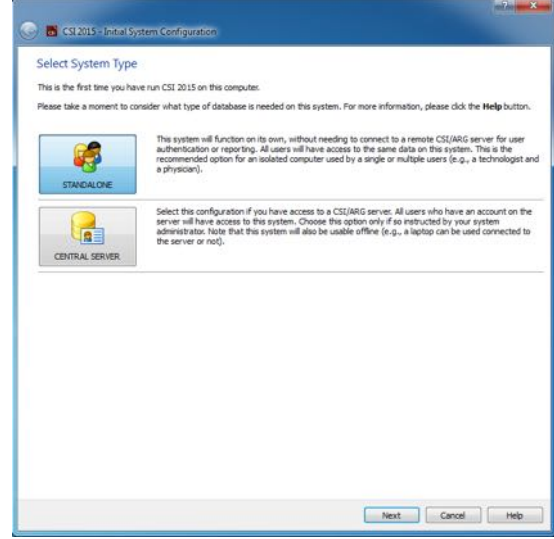 CSI 2015 - Initial System Configuration
Select System Type
This is the first time you have run CSI 2015 on this computer.
Please take a moment to consider what type of database is needed on this system. For more information, please click the Help button.
This system will function on its own, without needing to connect to a remote CSI/ARG server for user
authentication or reporting. All users will have access to the same data on this system. This is the
recommended option for an isolated computer used by a single or multiple users (e.g., a technologist and
a physician).
STANDALONE
Select this configuration if you have access to a CSI/ARG server. All users who have an account on the
server will have access to this system. Choose this option only if so instructed by your system
administrator. Note that this system will also be usable offline (e.g., a laptop can be used connected to
the server or not).
CENTRAL SERVER
Next Cancel Help